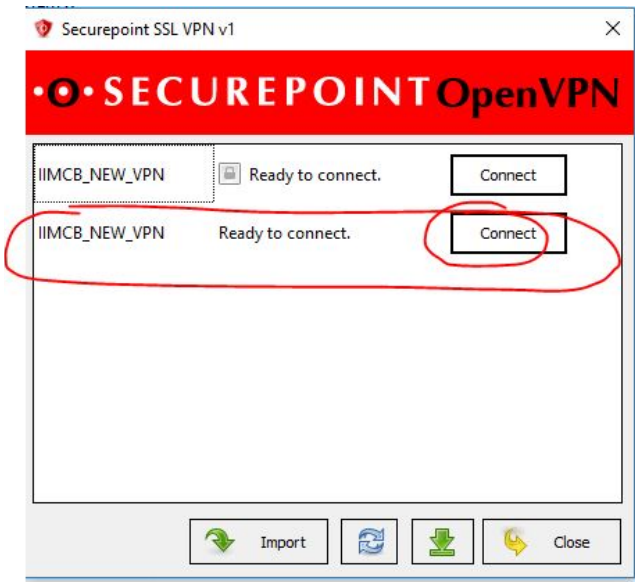 Securepoint SSL VPN v1
SECUREPOINT OpenVPN
IIMCB_NEW_VPN Ready to connect. Connect
IIMCB_NEW_VPN Ready to connect. Connect
Import Close